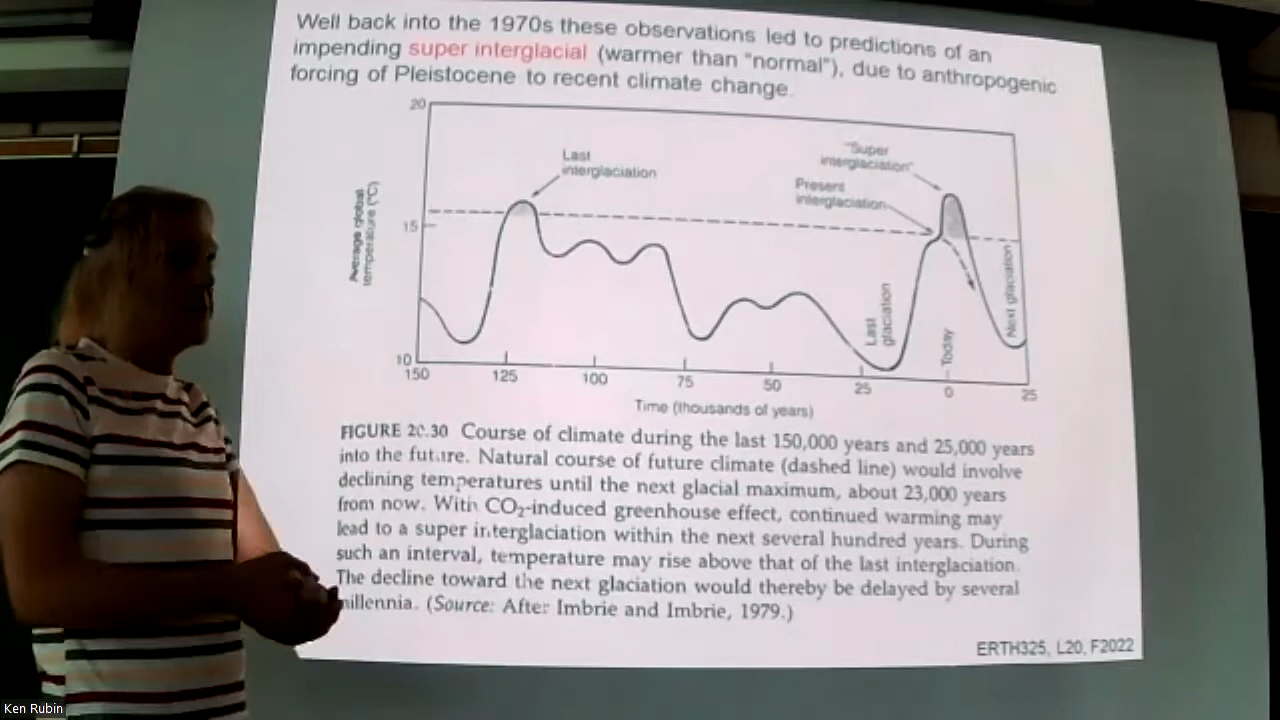 Well back into the 1970s these observations led to predictions of an
impending super interglacial (warmer than “normal”), due to anthropogenic
forcing of Pleistocene to recent climate change.
20
Last
interglaciation
"Super
interglaciation"
Present
interglaciation
Average global
temperature (°C)
15
Last
glaciation
Today
Next glaciation
10
150
125
100
75
50
25
0
25
Time (thousands of years)
FIGURE 20.30 Course of climate during the last 150,000 years and 25,000 years
into the future. Natural course of future climate (dashed line) would involve
declining temperatures until the next glacial maximum, about 23,000 years
from now. With CO₂-induced greenhouse effect, continued warming may
lead to a super interglaciation within the next several hundred years. During
such an interval, temperature may rise above that of the last interglaciation.
The decline toward the next glaciation would thereby be delayed by several
millennia. (Source: After Imbrie and Imbrie, 1979.)
ERTH325, L20, F2022
Ken Rubin